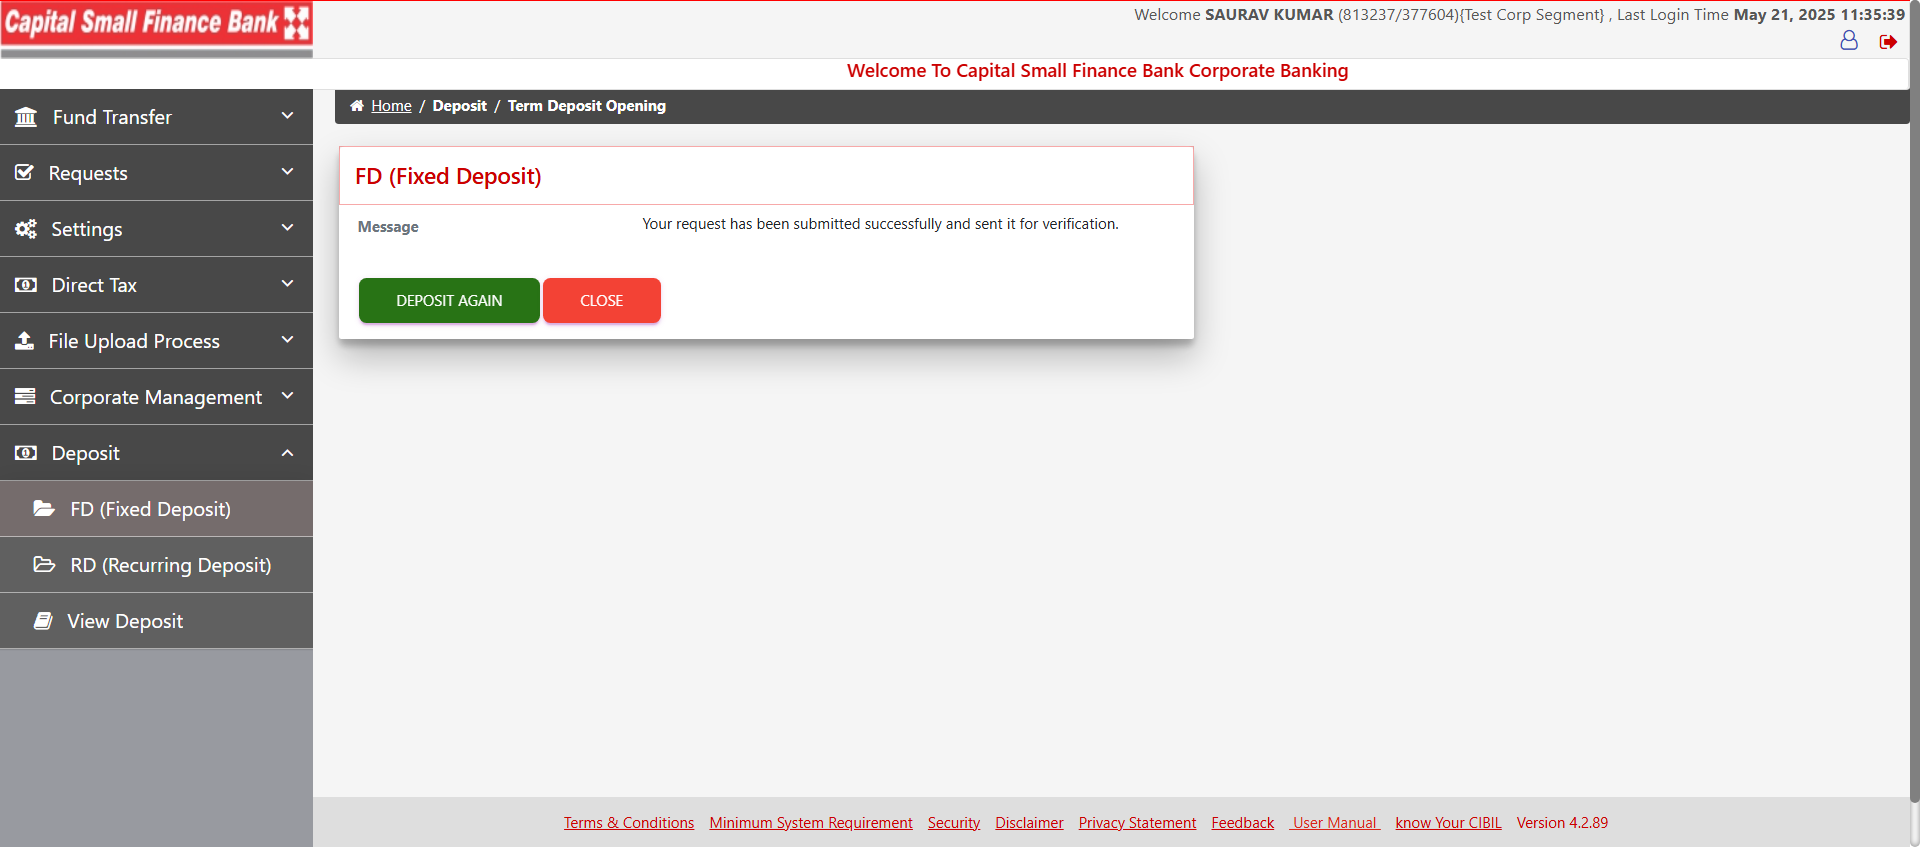 Capital Small Finance Bank
Welcome SAURAV KUMAR (813237/377604){Test Corp Segment} , Last Login Time May 21, 2025 11:35:39
Welcome To Capital Small Finance Bank Corporate Banking
Home / Deposit / Term Deposit Opening
Fund Transfer
Requests
Settings
Direct Tax
File Upload Process
Corporate Management
Deposit
FD (Fixed Deposit)
RD (Recurring Deposit)
View Deposit
FD (Fixed Deposit)
Message Your request has been submitted successfully and sent it for verification.
DEPOSIT AGAIN CLOSE
Terms & Conditions Minimum System Requirement Security Disclaimer Privacy Statement Feedback User Manual know Your CIBIL Version 4.2.89